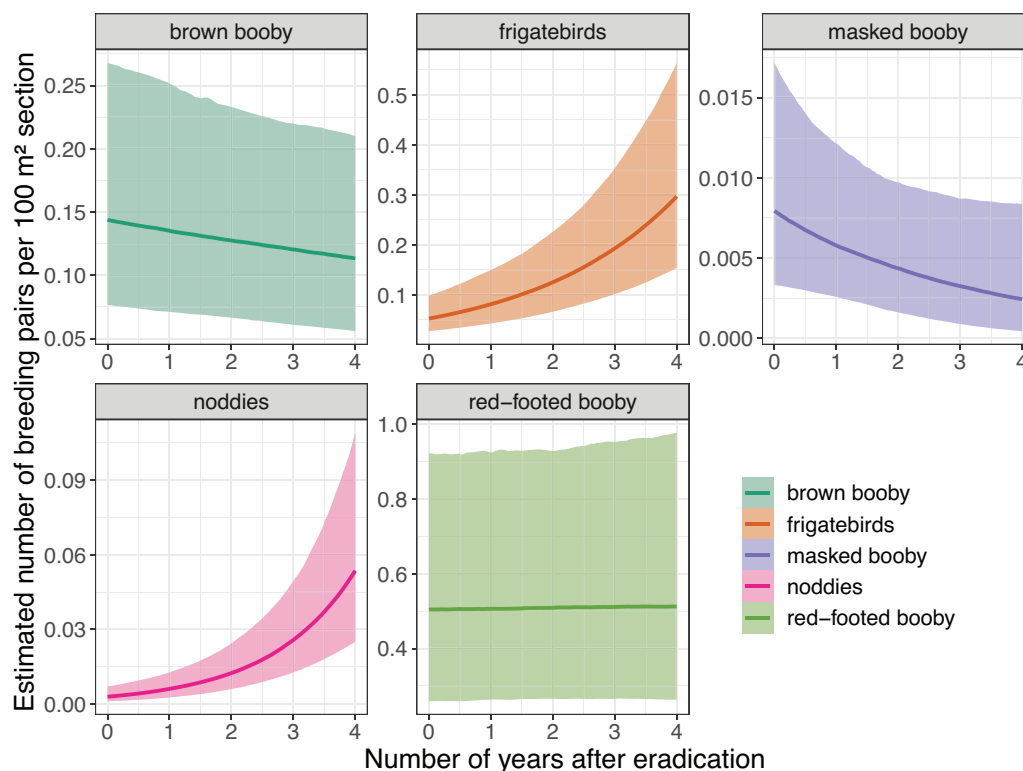 Estimated number of breeding pairs per 100 m² section
brown booby
0.25
0.20
0.15
0.10
0.05
0 1 2 3 4
frigatebirds
0.5
0.4
0.3
0.2
0.1
0 1 2 3 4
masked booby
0.015
0.010
0.005
0.000
0 1 2 3 4
noddies
0.09
0.06
0.03
0.00
0 1 2 3 4
red−footed booby
1.0
0.8
0.6
0.4
0 1 2 3 4
brown booby
frigatebirds
masked booby
noddies
red−footed booby
Number of years after eradication